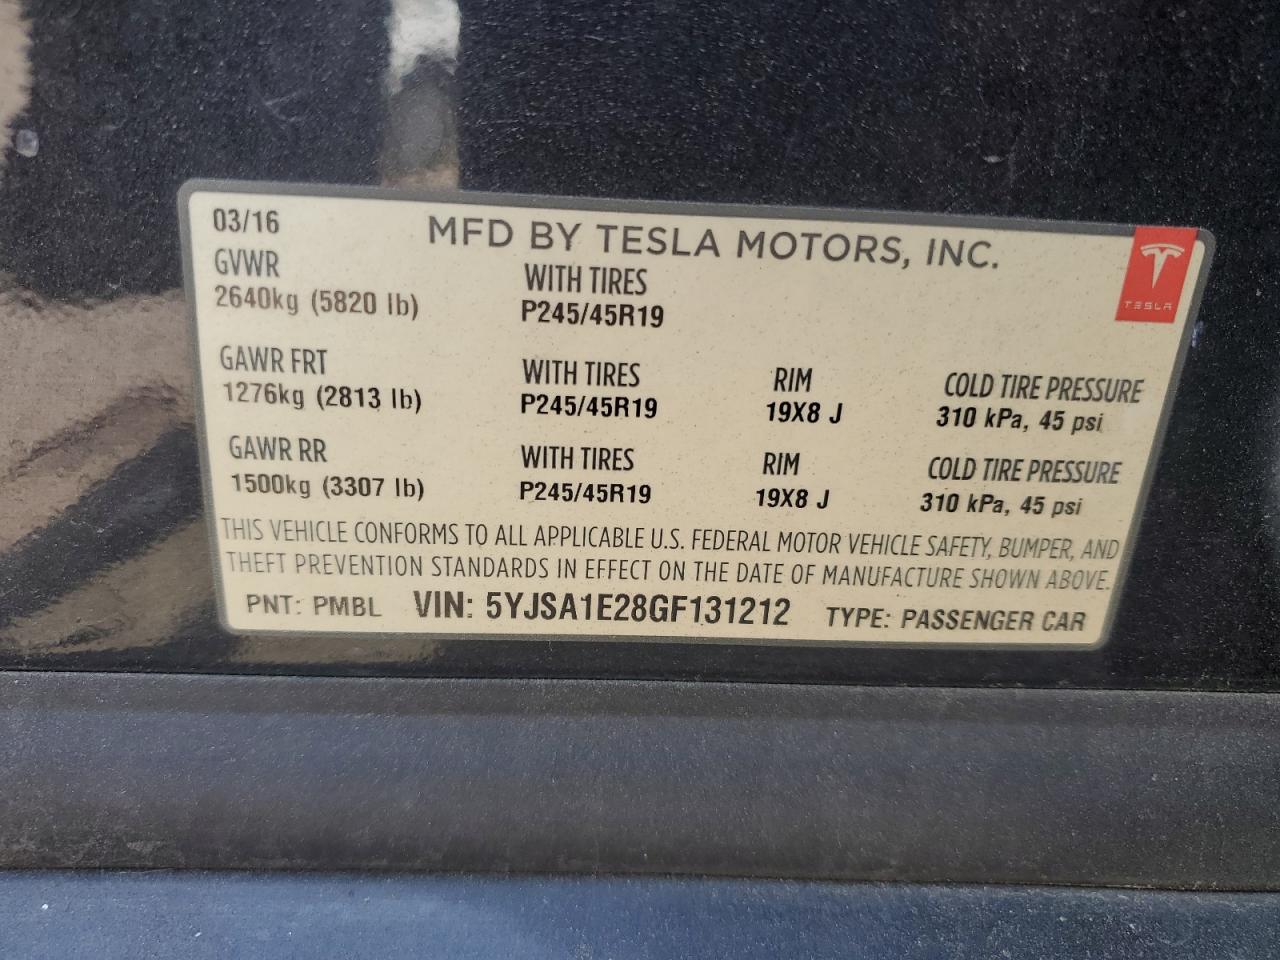 03/16 MFD BY TESLA MOTORS, INC.
TESLA
GVWR WITH TIRES
2640kg (5820 lb) P245/45R19
GAWR FRT WITH TIRES RIM COLD TIRE PRESSURE
1276kg (2813 lb) P245/45R19 19X8 J 310 kPa, 45 psi
GAWR RR WITH TIRES RIM COLD TIRE PRESSURE
1500kg (3307 lb) P245/45R19 19X8 J 310 kPa, 45 psi
THIS VEHICLE CONFORMS TO ALL APPLICABLE U.S. FEDERAL MOTOR VEHICLE SAFETY, BUMPER, AND
THEFT PREVENTION STANDARDS IN EFFECT ON THE DATE OF MANUFACTURE SHOWN ABOVE.
PNT: PMBL VIN: 5YJSA1E28GF131212 TYPE: PASSENGER CAR